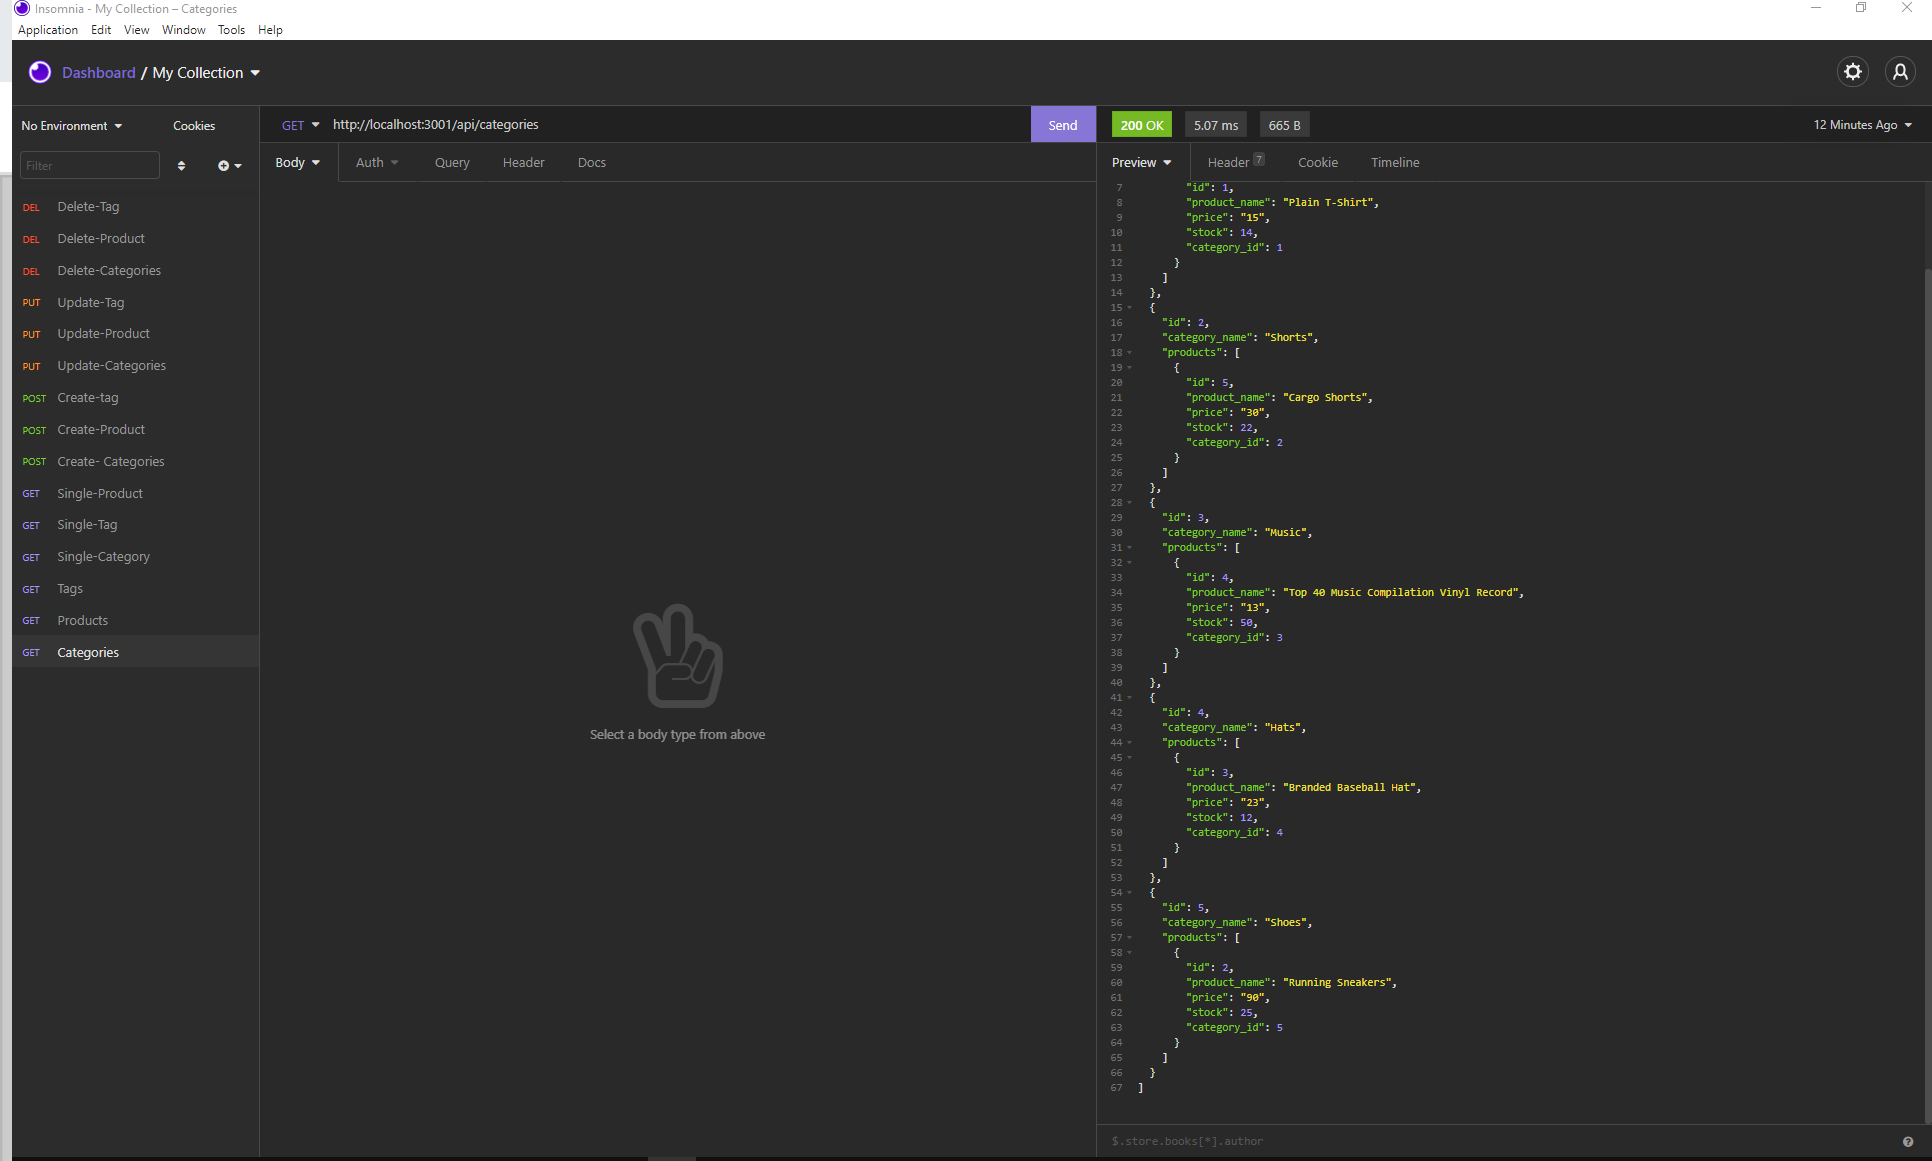 Insomnia - My Collection – Categories
Application Edit View Window Tools Help
Dashboard / My Collection
No Environment Cookies
Filter
DEL Delete-Tag
DEL Delete-Product
DEL Delete-Categories
PUT Update-Tag
PUT Update-Product
PUT Update-Categories
POST Create-tag
POST Create-Product
POST Create- Categories
GET Single-Product
GET Single-Tag
GET Single-Category
GET Tags
GET Products
GET Categories
GET http://localhost:3001/api/categories Send
Body Auth Query Header Docs
Select a body type from above
200 OK 5.07 ms 665 B 12 Minutes Ago
Preview Header 7 Cookie Timeline
7 "id": 1,
8 "product_name": "Plain T-Shirt",
9 "price": "15",
10 "stock": 14,
11 "category_id": 1
12 }
13 ]
14 },
15 {
16 "id": 2,
17 "category_name": "Shorts",
18 "products": [
19 {
20 "id": 5,
21 "product_name": "Cargo Shorts",
22 "price": "30",
23 "stock": 22,
24 "category_id": 2
25 }
26 ]
27 },
28 {
29 "id": 3,
30 "category_name": "Music",
31 "products": [
32 {
33 "id": 4,
34 "product_name": "Top 40 Music Compilation Vinyl Record",
35 "price": "13",
36 "stock": 50,
37 "category_id": 3
38 }
39 ]
40 },
41 {
42 "id": 4,
43 "category_name": "Hats",
44 "products": [
45 {
46 "id": 3,
47 "product_name": "Branded Baseball Hat",
48 "price": "23",
49 "stock": 12,
50 "category_id": 4
51 }
52 ]
53 },
54 {
55 "id": 5,
56 "category_name": "Shoes",
57 "products": [
58 {
59 "id": 2,
60 "product_name": "Running Sneakers",
61 "price": "90",
62 "stock": 25,
63 "category_id": 5
64 }
65 ]
66 }
67 ]
$.store.books[*].author